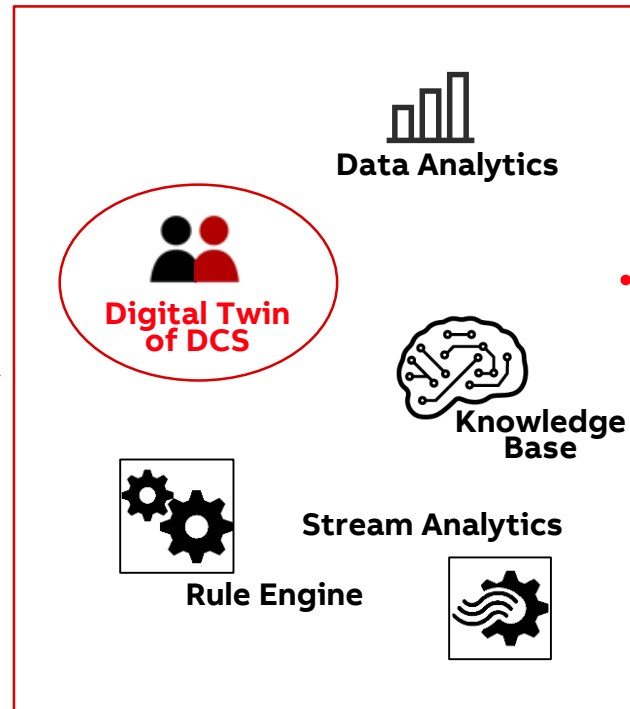 Data Analytics
Digital Twin
of DCS
Knowledge
Base
Stream Analytics
Rule Engine